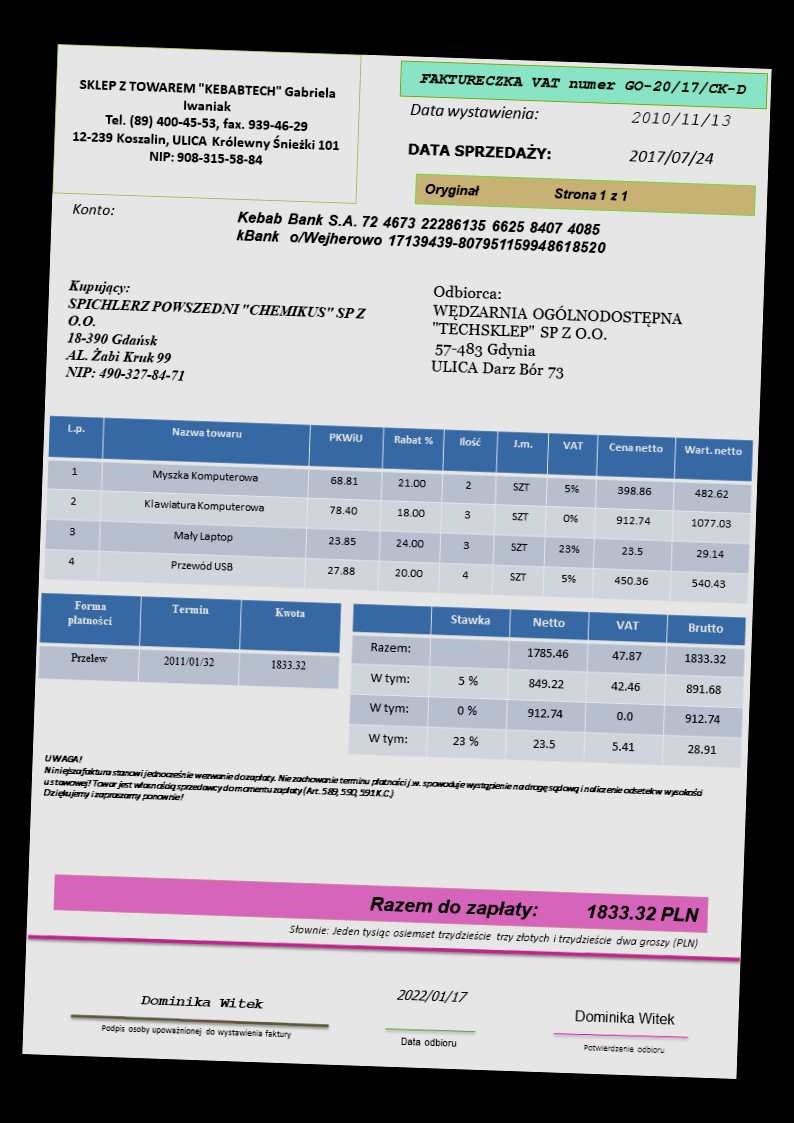 SKLEP Z TOWAREM "KEBABTECH" Gabriela
Iwaniak
Tel. (89) 400-45-53, fax. 939-46-29
12-239 Koszalin, ULICA Królewny Śnieżki 101
NIP: 908-315-58-84
FAKTURECZKA VAT numer GO-20/17/CK-D
Data wystawienia: 2010/11/13
DATA SPRZEDAŻY: 2017/07/24
Oryginał Strona 1 z 1
Konto:
Kebab Bank S.A. 72 4673 22286135 6625 8407 4085
kBank o/Wejherowo 17139439-807951159948618520
Kupujący:
SPICHLERZ POWSZEDNI "CHEMIKUS" SP Z
O.O.
18-390 Gdańsk
AL. Żabi Kruk 99
NIP: 490-327-84-71
Odbiorca:
WĘDZARNIA OGÓLNODOSTĘPNA
"TECHSKLEP" SP Z O.O.
57-483 Gdynia
ULICA Darz Bór 73
L.p. Nazwa towaru PKWiU Rabat % Ilość J.m. VAT Cena netto Wart. netto
1 Myszka Komputerowa 68.81 21.00 2 SZT 5% 398.86 482.62
2 Klawiatura Komputerowa 78.40 18.00 3 SZT 0% 912.74 1077.03
3 Mały Laptop 23.85 24.00 3 SZT 23% 23.5 29.14
4 Przewód USB 27.88 20.00 4 SZT 5% 450.36 540.43
Forma płatności Termin Kwota
Przelew 2011/01/32 1833.32
Stawka Netto VAT Brutto
Razem: 1785.46 47.87 1833.32
W tym: 5 % 849.22 42.46 891.68
W tym: 0 % 912.74 0.0 912.74
W tym: 23 % 23.5 5.41 28.91
UWAGA!
Niniejsza faktura stanowi jednocześnie wezwanie do zapłaty. Nie zachowanie terminu płatności j.w. spowoduje wystąpienie na drogę sądową i naliczenie odsetek w wysokości
ustawowej! Towar jest własnością sprzedawcy do momentu zapłaty (Art. 589, 590, 591 K.C.)
Dziękujemy i zapraszamy ponownie!
Razem do zapłaty: 1833.32 PLN
Słownie: Jeden tysiąc osiemset trzydzieście trzy złotych i trzydzieście dwa groszy (PLN)
Dominika Witek
Podpis osoby upoważnionej do wystawienia faktury
2022/01/17
Data odbioru
Dominika Witek
Potwierdzenie odbioru